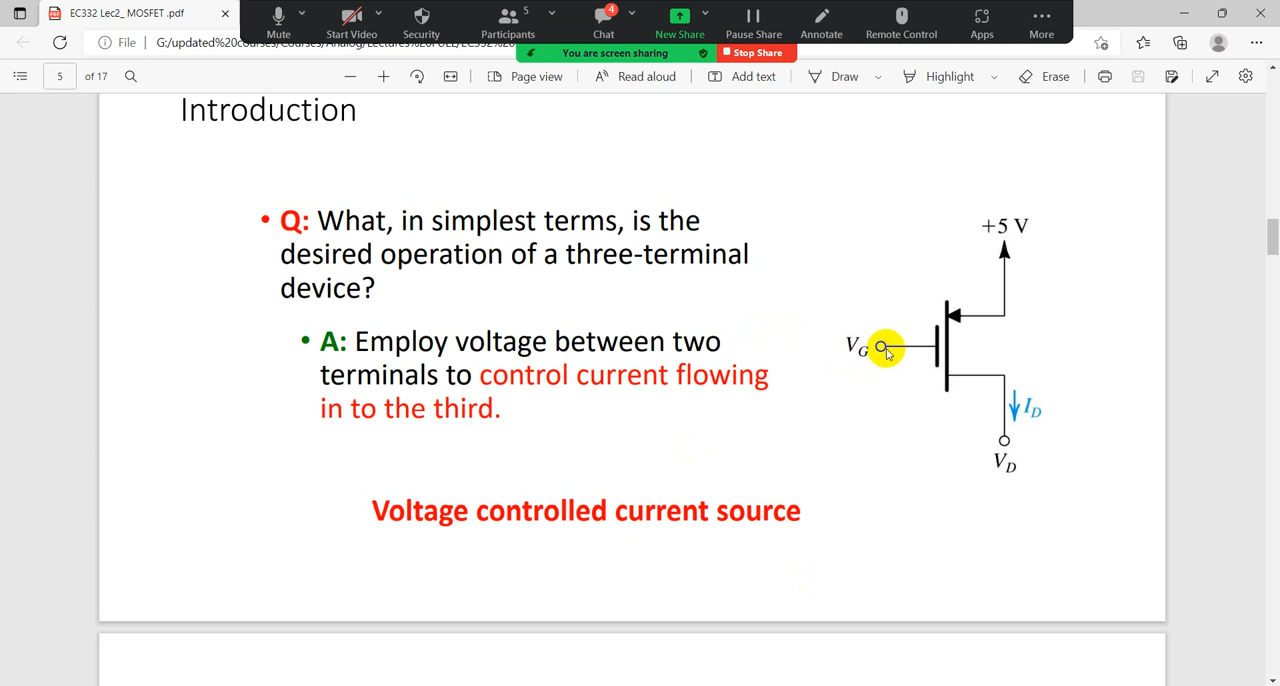 EC332 Lec2_ MOSFET .pdf
Mute
Start Video
Security
5
Participants
4
Chat
New Share
Pause Share
Annotate
Remote Control
Apps
More
You are screen sharing
Stop Share
File
5 of 17
Page view
Read aloud
Add text
Draw
Highlight
Erase
Introduction
• Q: What, in simplest terms, is the
desired operation of a three-terminal
device?
• A: Employ voltage between two
terminals to control current flowing
in to the third.
Voltage controlled current source
+5 V
VG
ID
VD